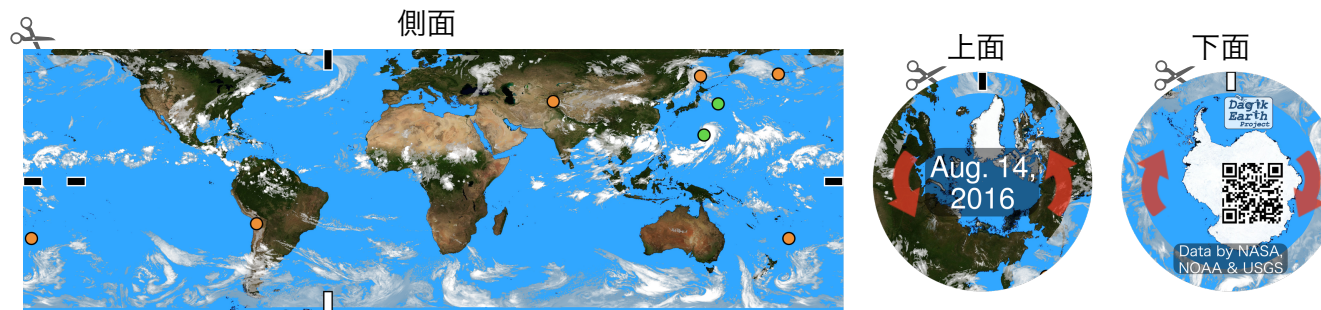 側面
上面
下面
Aug. 14,
2016
Dagik
Earth
Project
Data by NASA,
NOAA & USGS